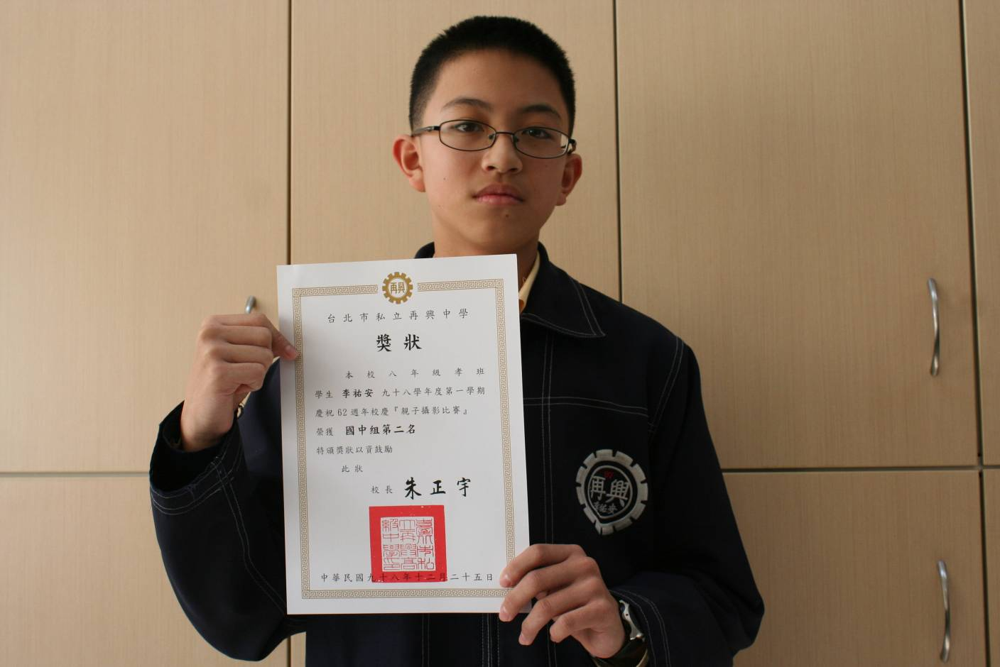 再興
台北市私立再興中學
獎狀
本校八年級孝班
學生 李祐安 九十八學年度第一學期
慶祝62週年校慶『親子攝影比賽』
榮獲 國中組第二名
特頒獎狀以資鼓勵
此狀
校長 朱正宇
中華民國九十八年十二月二十五日
再興